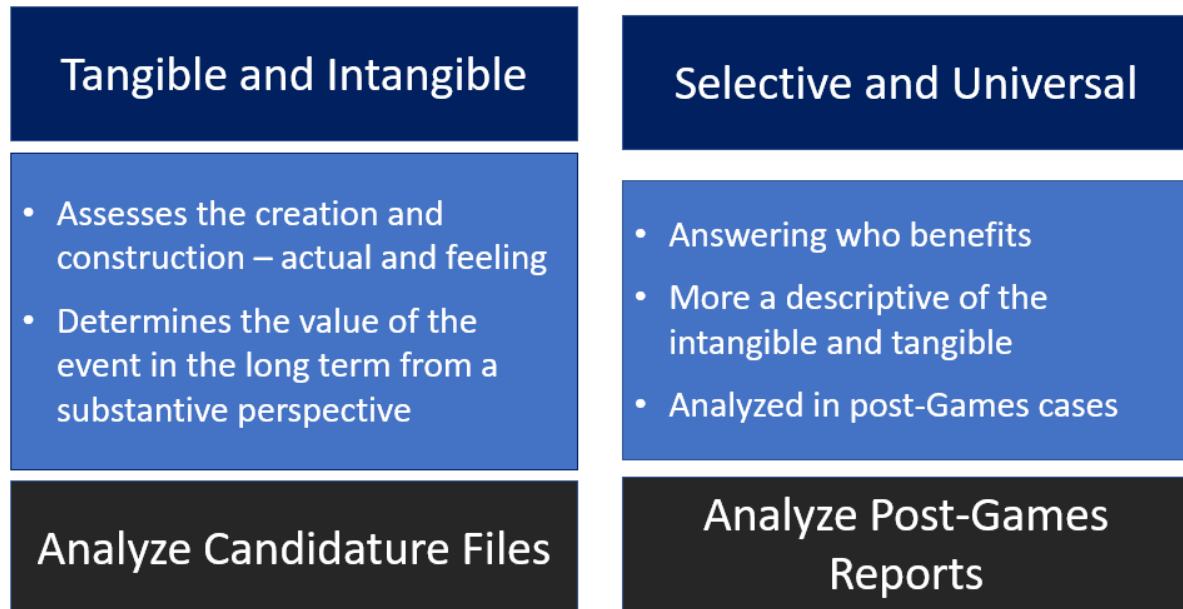 Tangible and Intangible
• Assesses the creation and
construction – actual and feeling
• Determines the value of the
event in the long term from a
substantive perspective
Analyze Candidature Files
Selective and Universal
• Answering who benefits
• More a descriptive of the
intangible and tangible
• Analyzed in post-Games cases
Analyze Post-Games
Reports